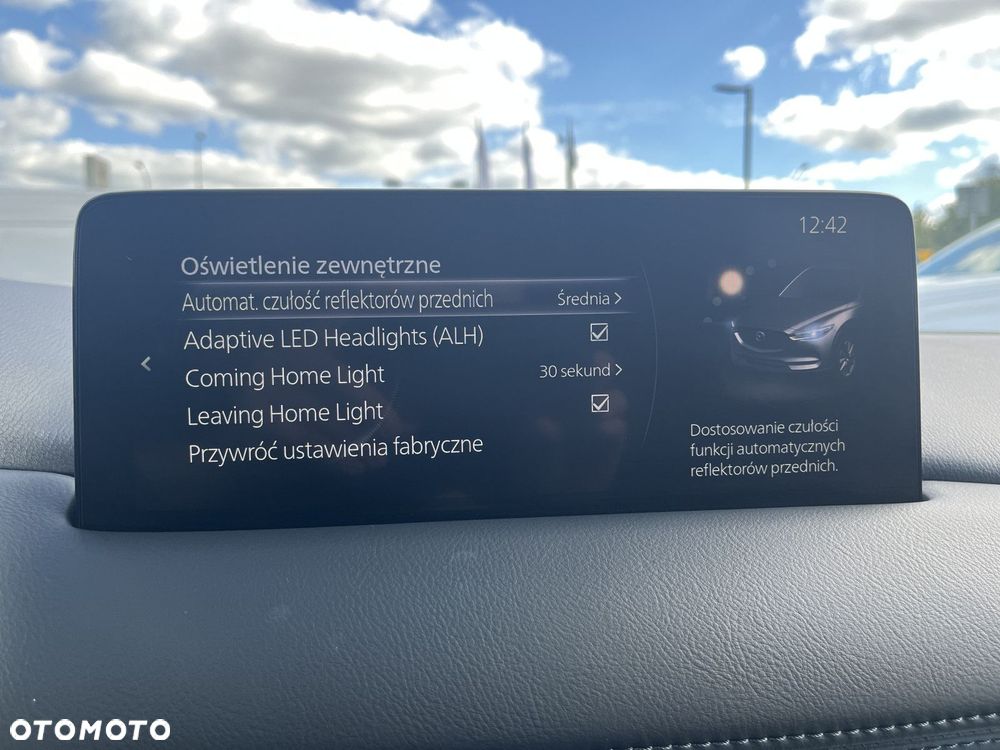 12:42
Oświetlenie zewnętrzne
Automat. czułość reflektorów przednich Średnia >
Adaptive LED Headlights (ALH)
Coming Home Light 30 sekund >
Leaving Home Light
Przywróć ustawienia fabryczne
Dostosowanie czułości
funkcji automatycznych
reflektorów przednich.
OTOMOTO